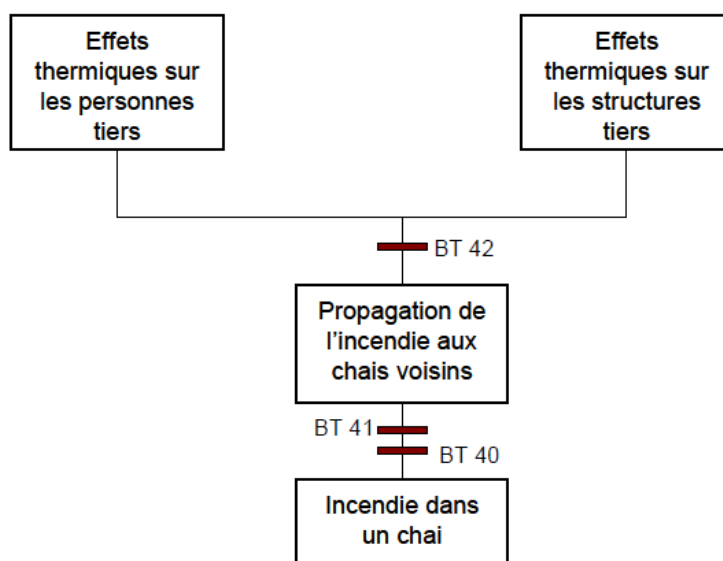 Effets
thermiques sur
les personnes
tiers
Effets
thermiques sur
les structures
tiers
BT 42
Propagation de
l'incendie aux
chais voisins
BT 41
BT 40
Incendie dans
un chai